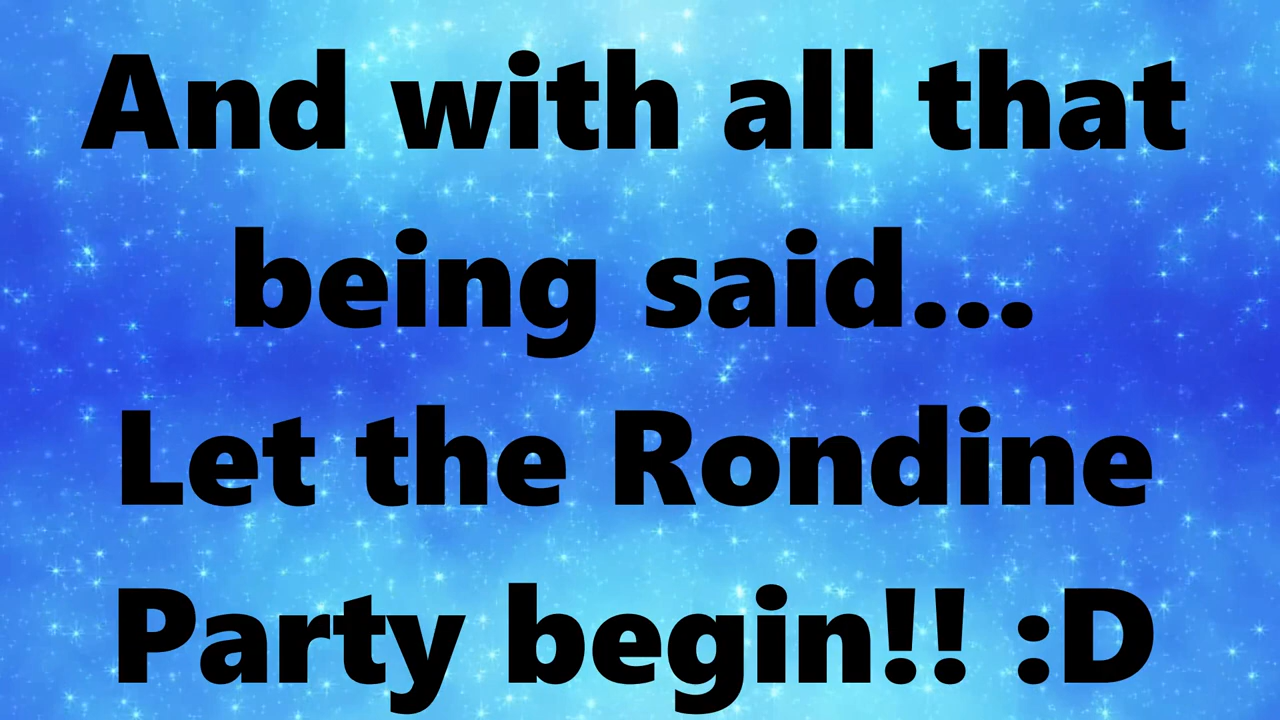 And with all that
being said...
Let the Rondine
Party begin!! :D